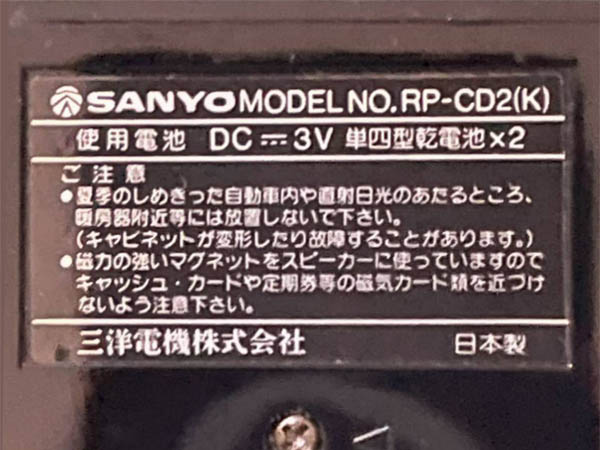 SANYO MODEL NO. RP-CD2(K)
使用電池 DC ⎓ 3V 単四型乾電池×2
ご注意
●夏季のしめきった自動車内や直射日光のあたるところ、
暖房器附近等には放置しないで下さい。
(キャビネットが変形したり故障することがあります。)
●磁力の強いマグネットをスピーカーに使っていますので
キャッシュ・カードや定期券等の磁気カード類を近づけ
ないよう注意下さい。
三洋電機株式会社 日本製